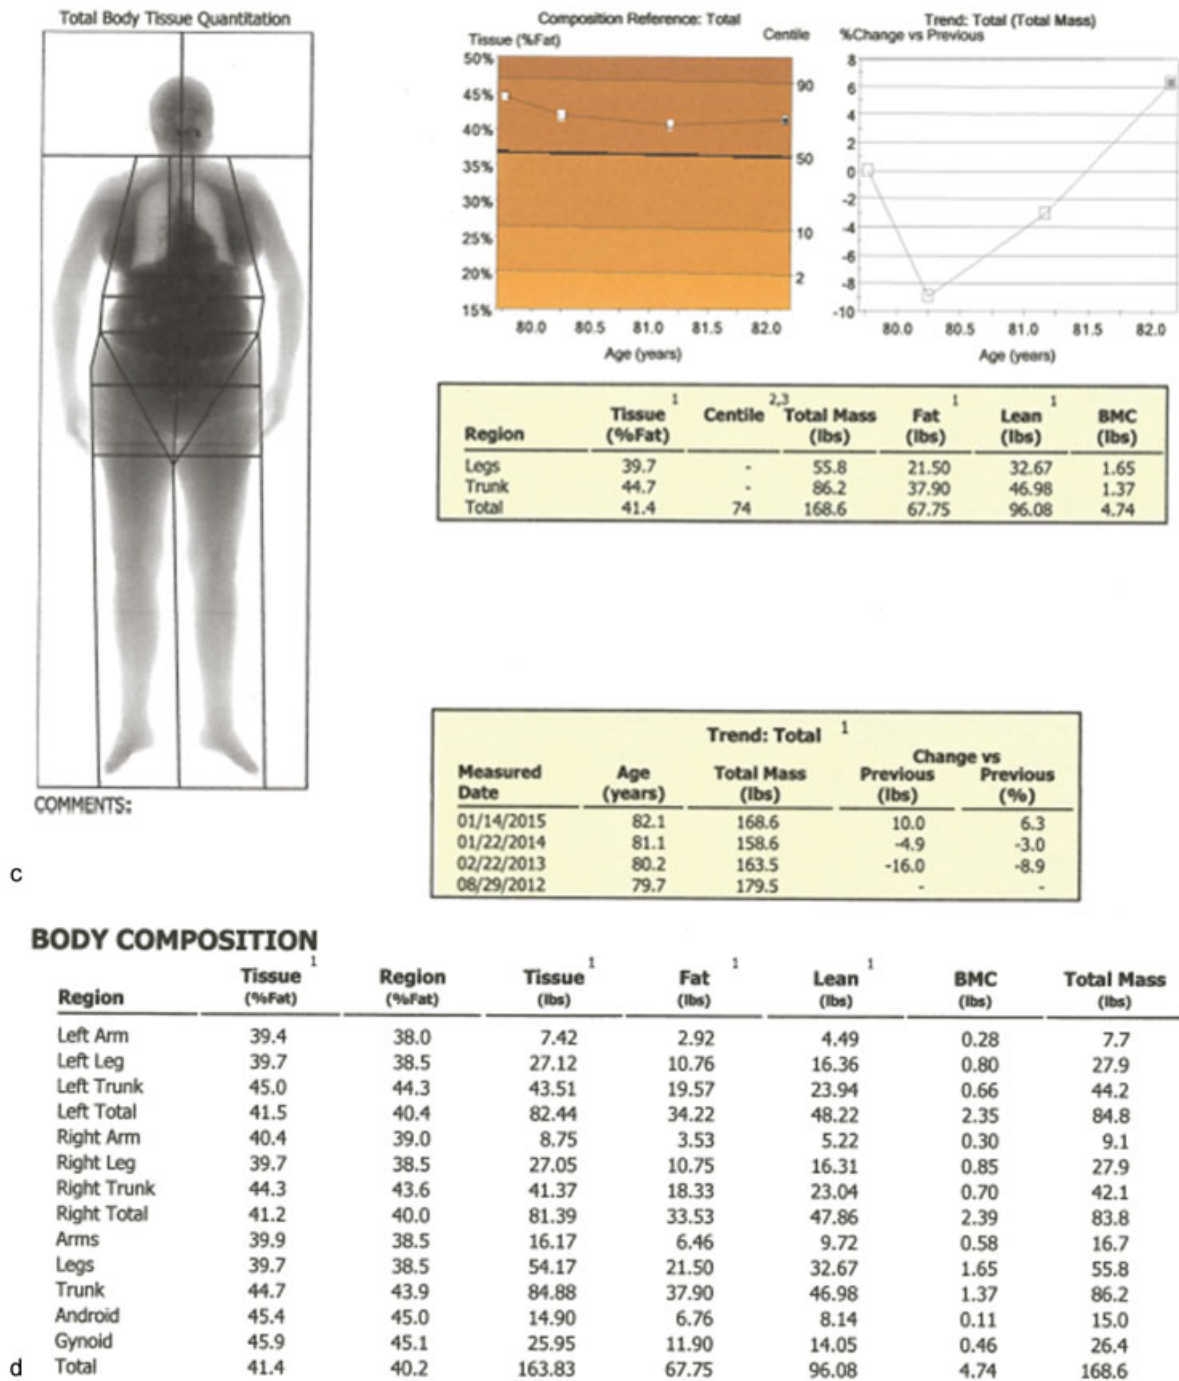 Total Body Tissue Quantitation
COMMENTS:
c
Composition Reference: Total
Tissue (%Fat) Centile
50%
45%
40%
35%
30%
25%
20%
15%
90
50
10
2
80.0 80.5 81.0 81.5 82.0
Age (years)
Trend: Total (Total Mass)
%Change vs Previous
8
6
4
2
0
-2
-4
-6
-8
-10
80.0 80.5 81.0 81.5 82.0
Age (years)
1 2,3 1 1
Tissue Centile Total Mass Fat Lean BMC
Region (%Fat) (lbs) (lbs) (lbs) (lbs)
Legs 39.7 - 55.8 21.50 32.67 1.65
Trunk 44.7 - 86.2 37.90 46.98 1.37
Total 41.4 74 168.6 67.75 96.08 4.74
Trend: Total 1
Change vs
Measured Age Total Mass Previous Previous
Date (years) (lbs) (lbs) (%)
01/14/2015 82.1 168.6 10.0 6.3
01/22/2014 81.1 158.6 -4.9 -3.0
02/22/2013 80.2 163.5 -16.0 -8.9
08/29/2012 79.7 179.5 - -
BODY COMPOSITION
1 1 1 1
Tissue Region Tissue Fat Lean BMC Total Mass
Region (%Fat) (%Fat) (lbs) (lbs) (lbs) (lbs) (lbs)
Left Arm 39.4 38.0 7.42 2.92 4.49 0.28 7.7
Left Leg 39.7 38.5 27.12 10.76 16.36 0.80 27.9
Left Trunk 45.0 44.3 43.51 19.57 23.94 0.66 44.2
Left Total 41.5 40.4 82.44 34.22 48.22 2.35 84.8
Right Arm 40.4 39.0 8.75 3.53 5.22 0.30 9.1
Right Leg 39.7 38.5 27.05 10.75 16.31 0.85 27.9
Right Trunk 44.3 43.6 41.37 18.33 23.04 0.70 42.1
Right Total 41.2 40.0 81.39 33.53 47.86 2.39 83.8
Arms 39.9 38.5 16.17 6.46 9.72 0.58 16.7
Legs 39.7 38.5 54.17 21.50 32.67 1.65 55.8
Trunk 44.7 43.9 84.88 37.90 46.98 1.37 86.2
Android 45.4 45.0 14.90 6.76 8.14 0.11 15.0
Gynoid 45.9 45.1 25.95 11.90 14.05 0.46 26.4
d Total 41.4 40.2 163.83 67.75 96.08 4.74 168.6